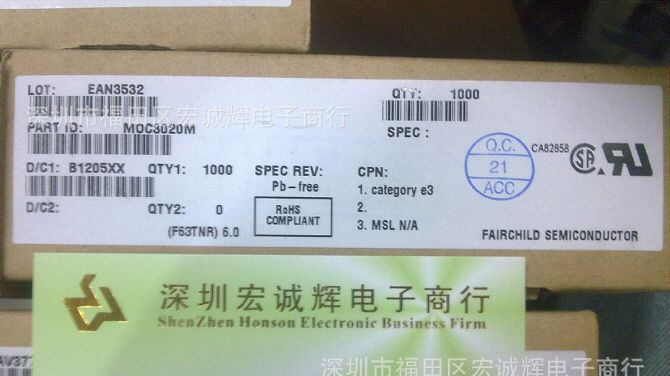 LOT: EAN3532
QTY: 1000
深圳市福田区宏诚辉电子商行
PART ID: MOC3020M
SPEC:
Q.C.
21
ACC
CA82858
D/C1: B1205XX QTY1: 1000
SPEC REV:
Pb-free
CPN:
1. category e3
2.
3. MSL N/A
D/C2: QTY2: 0
RoHS
COMPLIANT
(F63TNR) 6.0
FAIRCHILD SEMICONDUCTOR
深圳宏诚辉电子商行
ShenZhen Honson Electronic Business Firm
深圳市福田区宏诚辉电子商行